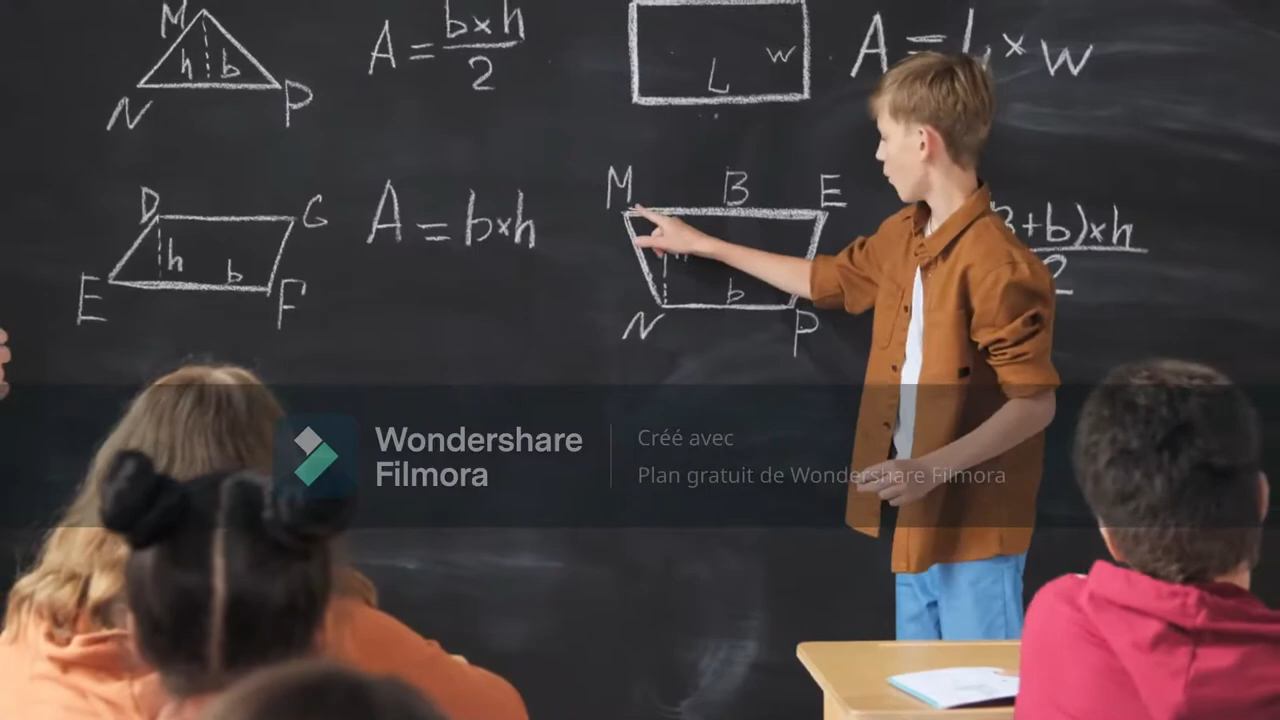 M
h b
N P
A = b×h
2
W
L
A = L × W
D G
h
b
E F
A = b×h
M B E
h
b
N P
B+b)×h
2
Wondershare
Filmora
Créé avec
Plan gratuit de Wondershare Filmora